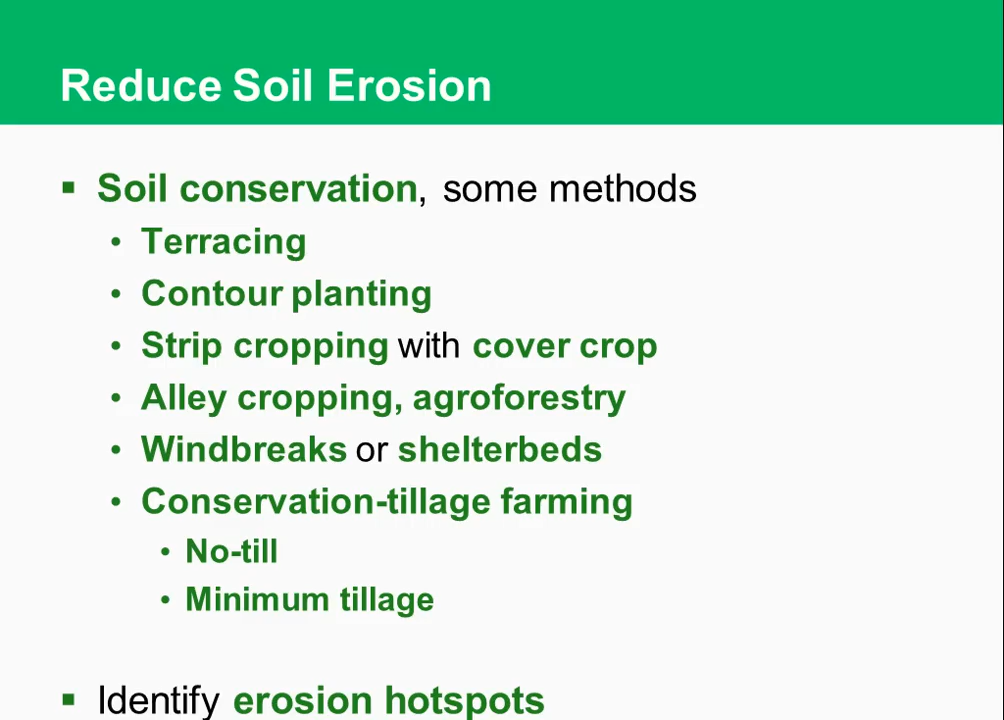 Reduce Soil Erosion
▪ Soil conservation, some methods
• Terracing
• Contour planting
• Strip cropping with cover crop
• Alley cropping, agroforestry
• Windbreaks or shelterbeds
• Conservation-tillage farming
• No-till
• Minimum tillage
▪ Identify erosion hotspots